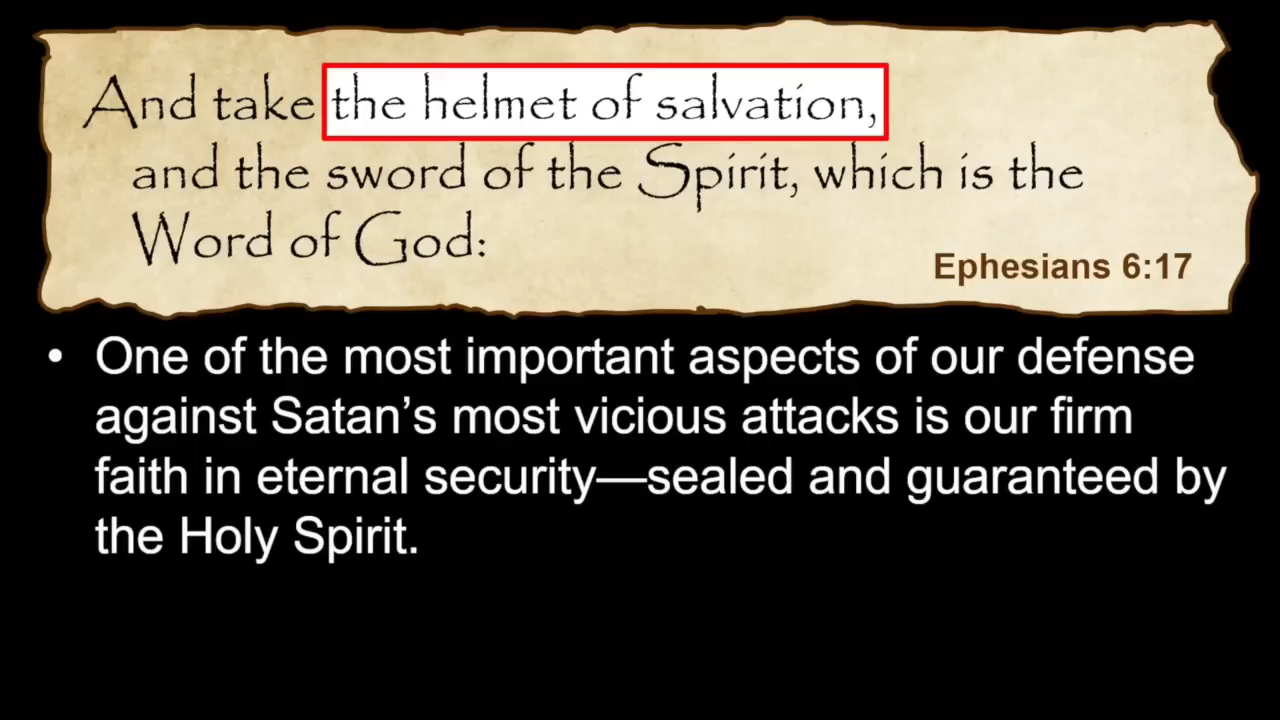 And take the helmet of salvation,
and the sword of the Spirit, which is the
Word of God:
Ephesians 6:17
• One of the most important aspects of our defense
against Satan’s most vicious attacks is our firm
faith in eternal security—sealed and guaranteed by
the Holy Spirit.